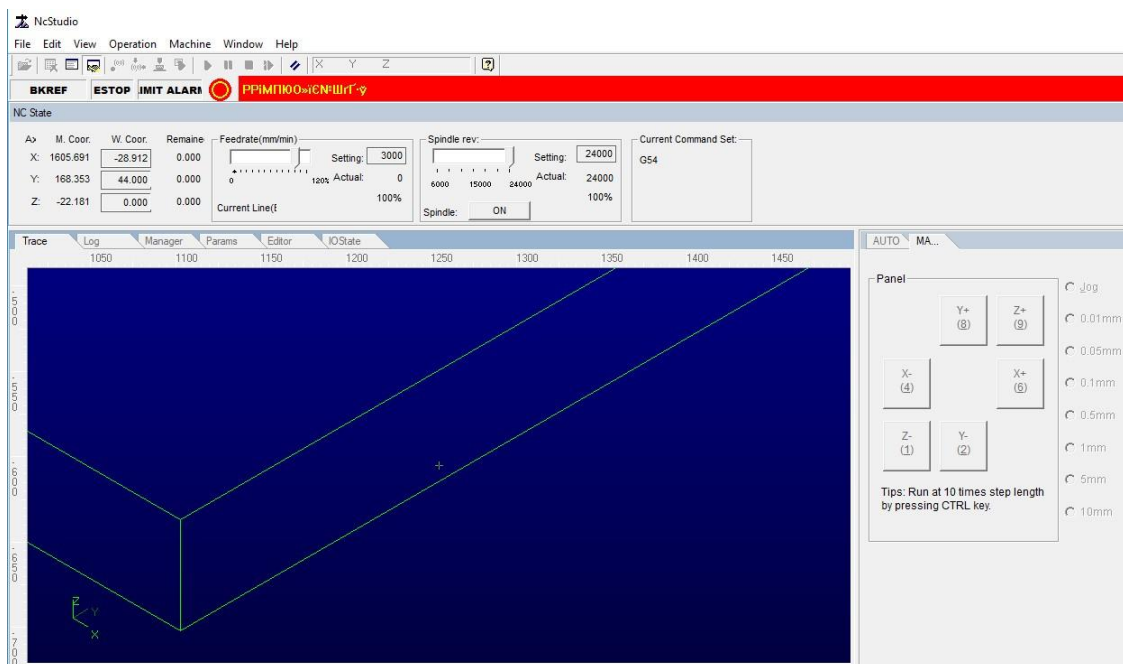 NcStudio
File Edit View Operation Machine Window Help
X Y Z
BKREF ESTOP IMIT ALARM
NC State
A> M. Coor. W. Coor. Remaine
X: 1605.691 -28.912 0.000
Y: 168.353 44.000 0.000
Z: -22.181 0.000 0.000
Feedrate(mm/min)
Setting: 3000
0 120% Actual: 0
100%
Current Line(
Spindle rev:
Setting: 24000
6000 15000 24000 Actual: 24000
100%
Spindle: ON
Current Command Set:
G54
Trace Log Manager Params Editor IOState
1050 1100 1150 1200 1250 1300 1350 1400 1450
-500
-550
-600
-650
-700
Z
Y
X
AUTO MA...
Panel
Y+
(8)
Z+
(9)
X-
(4)
X+
(6)
Z-
(1)
Y-
(2)
Tips: Run at 10 times step length
by pressing CTRL key.
Jog
0.01mm
0.05mm
0.1mm
0.5mm
1mm
5mm
10mm